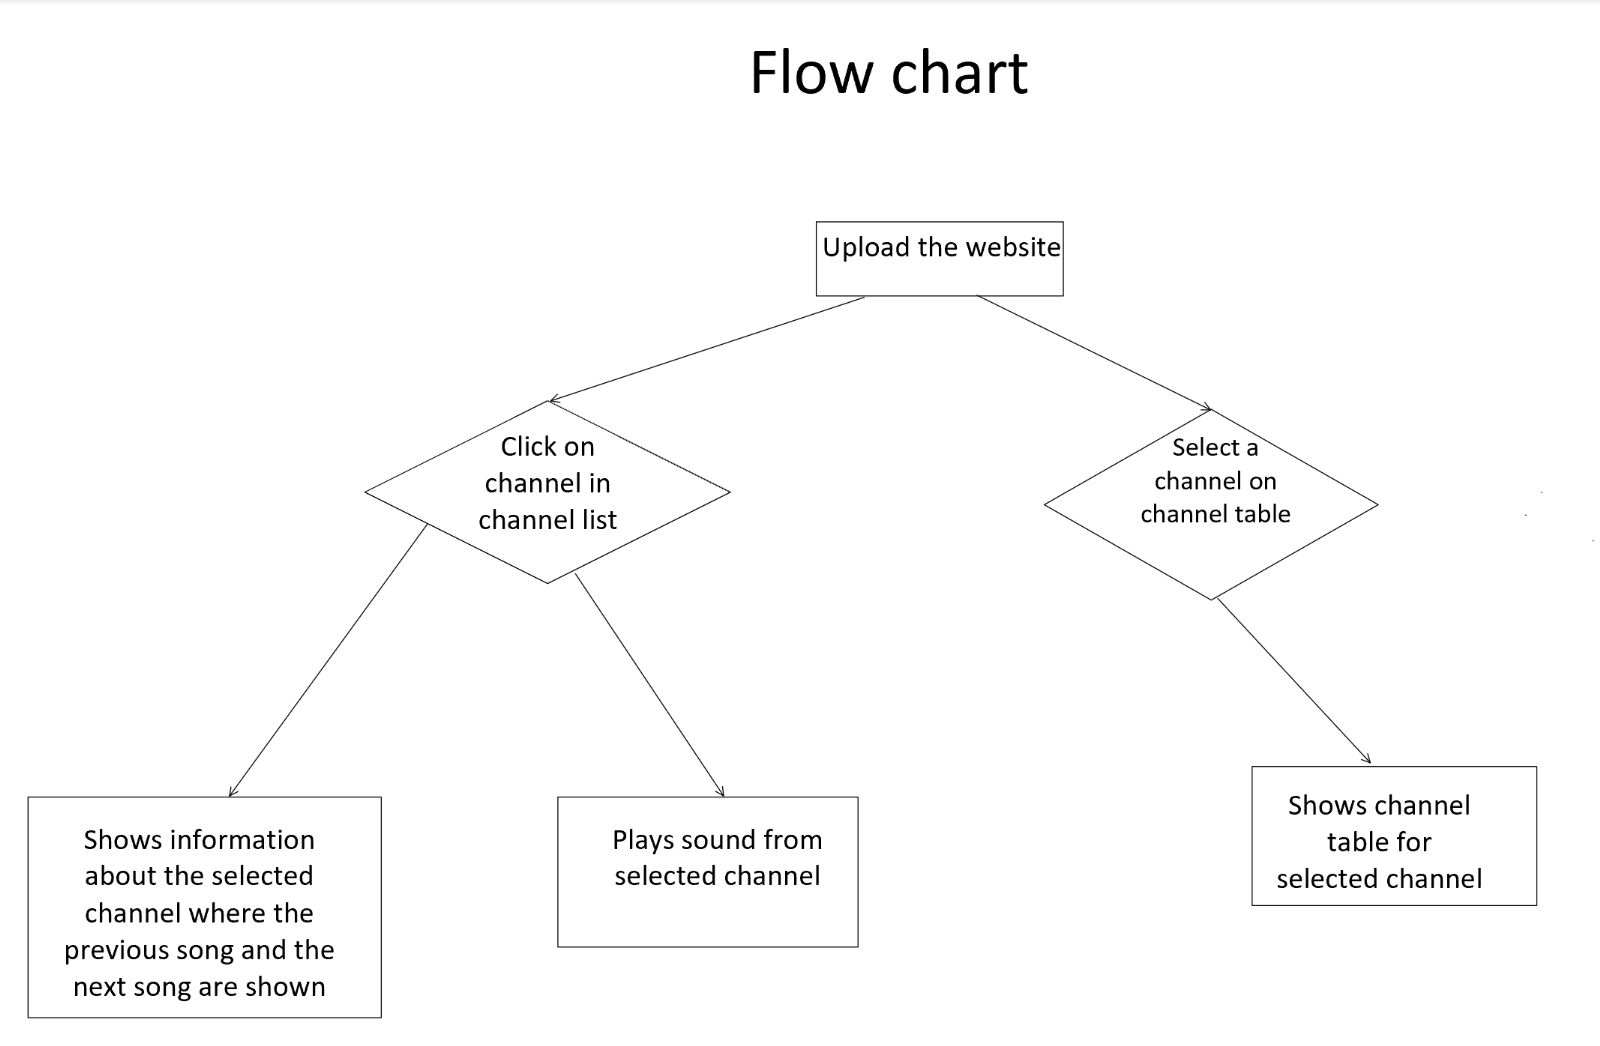 Flow chart
Upload the website
Click on
channel in
channel list
Select a
channel on
channel table
Shows information
about the selected
channel where the
previous song and the
next song are shown
Plays sound from
selected channel
Shows channel
table for
selected channel